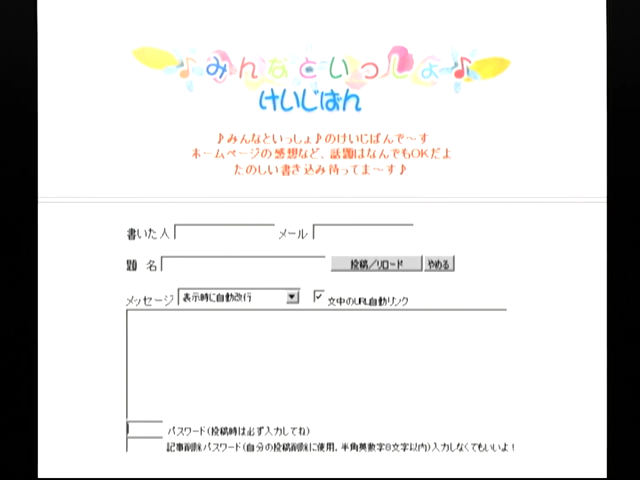 ♪みんなといっしょ♪
けいじばん
♪みんなといっしょ♪のけいじばんで〜す
ホームページの感想など、話題はなんでもOKだよ
たのしい書き込み待ってま〜す♪
書いた人 メール
題 名 投稿/リロード やめる
メッセージ 表示時に自動改行 文中のURL自動リンク
パスワード(投稿時は必ず入力してね)
記事削除パスワード(自分の投稿削除に使用。半角英数字8文字以内)入力しなくてもいいよ!